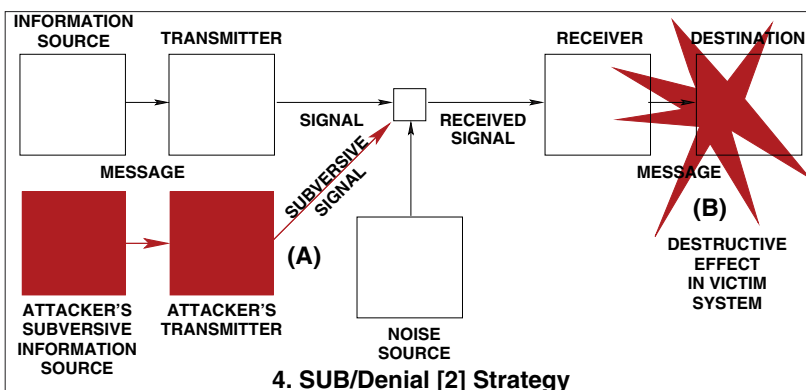 INFORMATION
SOURCE
TRANSMITTER
RECEIVER
DESTINATION
SIGNAL
RECEIVED
SIGNAL
MESSAGE
MESSAGE
SUBVERSIVE
SIGNAL
(A)
(B)
DESTRUCTIVE
EFFECT
IN VICTIM
SYSTEM
ATTACKER'S
SUBVERSIVE
INFORMATION
SOURCE
ATTACKER'S
TRANSMITTER
NOISE
SOURCE
4. SUB/Denial [2] Strategy